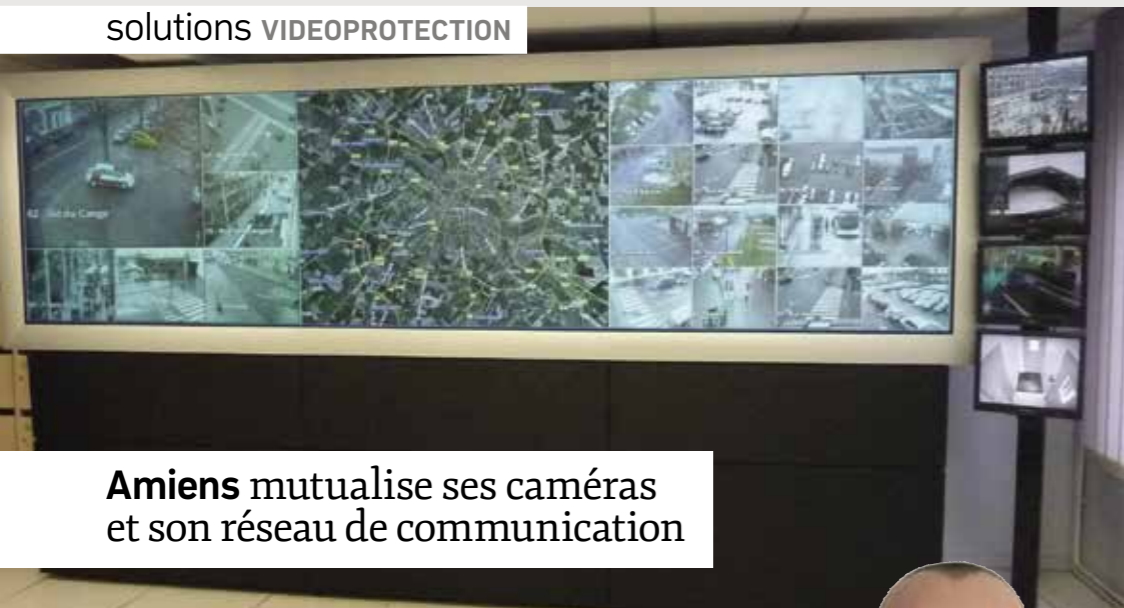 solutions VIDEOPROTECTION
Amiens mutualise ses caméras
et son réseau de communication